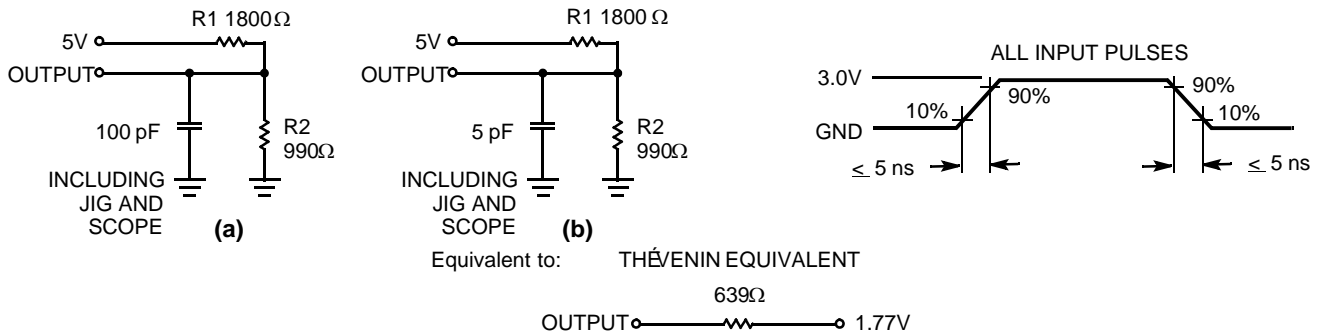 R1 1800 Ω
5V
OUTPUT
100 pF
R2
990Ω
INCLUDING
JIG AND
SCOPE
(a)
R1 1800 Ω
5V
OUTPUT
5 pF
R2
990Ω
INCLUDING
JIG AND
SCOPE
(b)
ALL INPUT PULSES
3.0V
GND
10%
90%
90%
10%
≤ 5 ns
≤ 5 ns
Equivalent to: THÉVENIN EQUIVALENT
639Ω
OUTPUT 1.77V